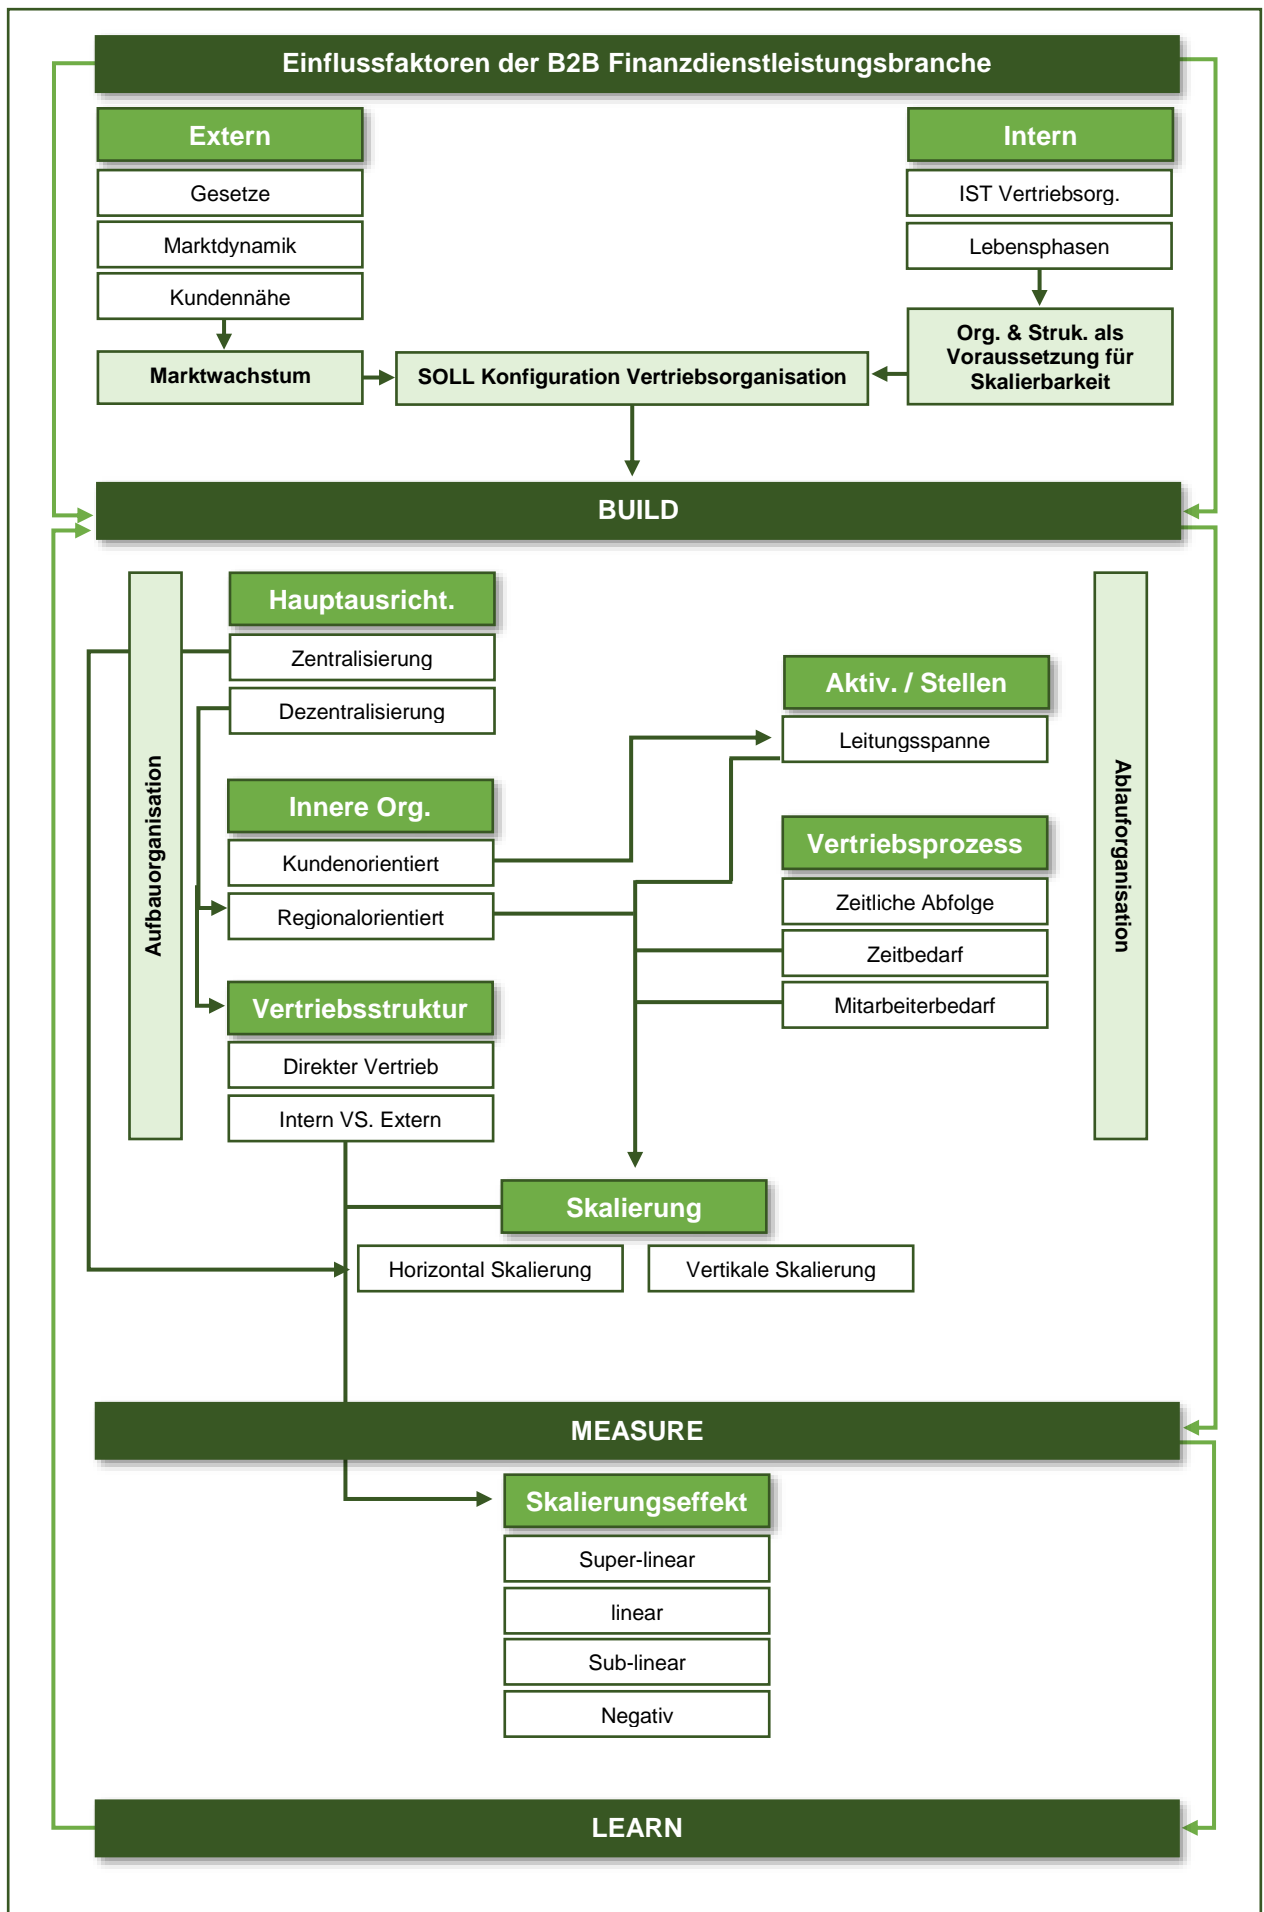 Einflussfaktoren der B2B Finanzdienstleistungsbranche
Extern
Gesetze
Marktdynamik
Kundennähe
Marktwachstum
Intern
IST Vertriebsorg.
Lebensphasen
Org. & Struk. als
Voraussetzung für
Skalierbarkeit
SOLL Konfiguration Vertriebsorganisation
BUILD
Aufbauorganisation
Hauptausricht.
Zentralisierung
Dezentralisierung
Innere Org.
Kundenorientiert
Regionalorientiert
Vertriebsstruktur
Direkter Vertrieb
Intern VS. Extern
Aktiv. / Stellen
Leitungsspanne
Vertriebsprozess
Zeitliche Abfolge
Zeitbedarf
Mitarbeiterbedarf
Ablauforganisation
Skalierung
Horizontal Skalierung
Vertikale Skalierung
MEASURE
Skalierungseffekt
Super-linear
linear
Sub-linear
Negativ
LEARN